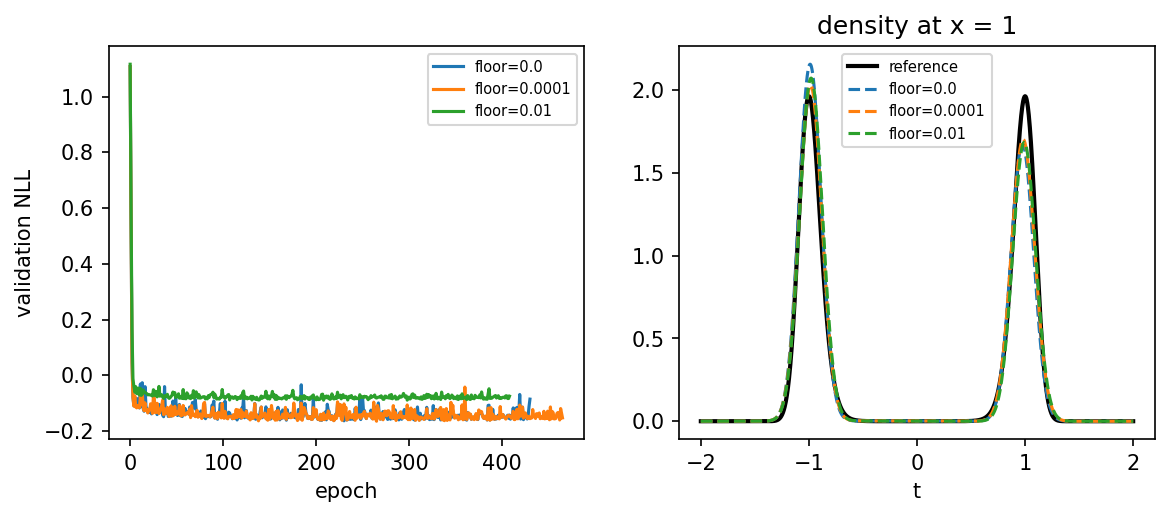 validation NLL
1.0
0.8
0.6
0.4
0.2
0.0
−0.2
0
100
200
300
400
epoch
floor=0.0
floor=0.0001
floor=0.01
density at x = 1
2.0
1.5
1.0
0.5
0.0
−2
−1
0
1
2
t
reference
floor=0.0
floor=0.0001
floor=0.01